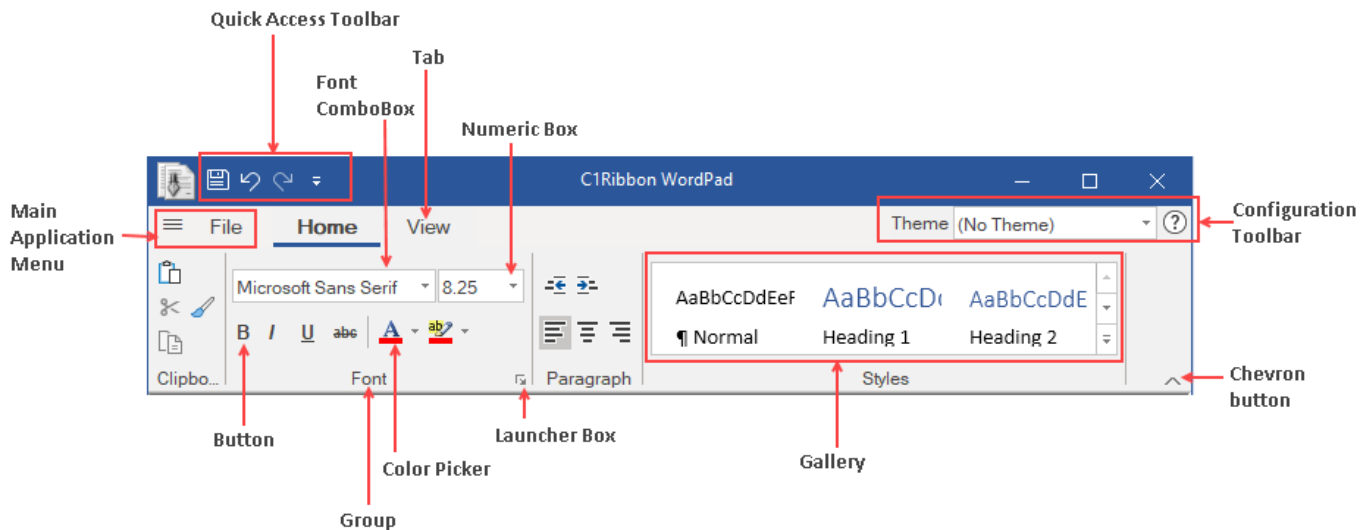 Quick Access Toolbar
Tab
Font
ComboBox
Numeric Box
C1Ribbon WordPad
Main
Application
Menu
File Home View
Theme (No Theme)
Configuration
Toolbar
Microsoft Sans Serif 8.25
AaBbCcDdEeF AaBbCcD AaBbCcDdE
B I U abc A ab
¶ Normal Heading 1 Heading 2
Clipbo... Font Paragraph Styles
Chevron
button
Button
Launcher Box
Color Picker
Gallery
Group